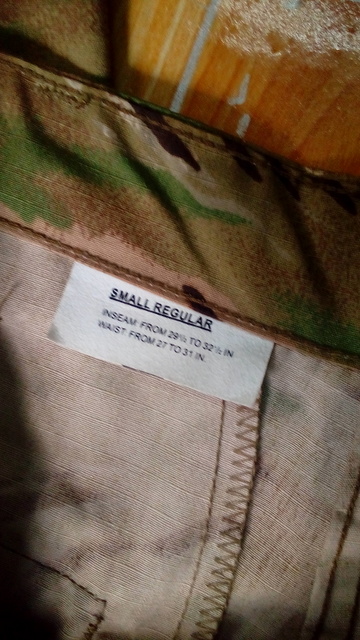 SMALL REGULAR
INSEAM: FROM 29½ TO 32½ IN
WAIST: FROM 27 TO 31 IN.